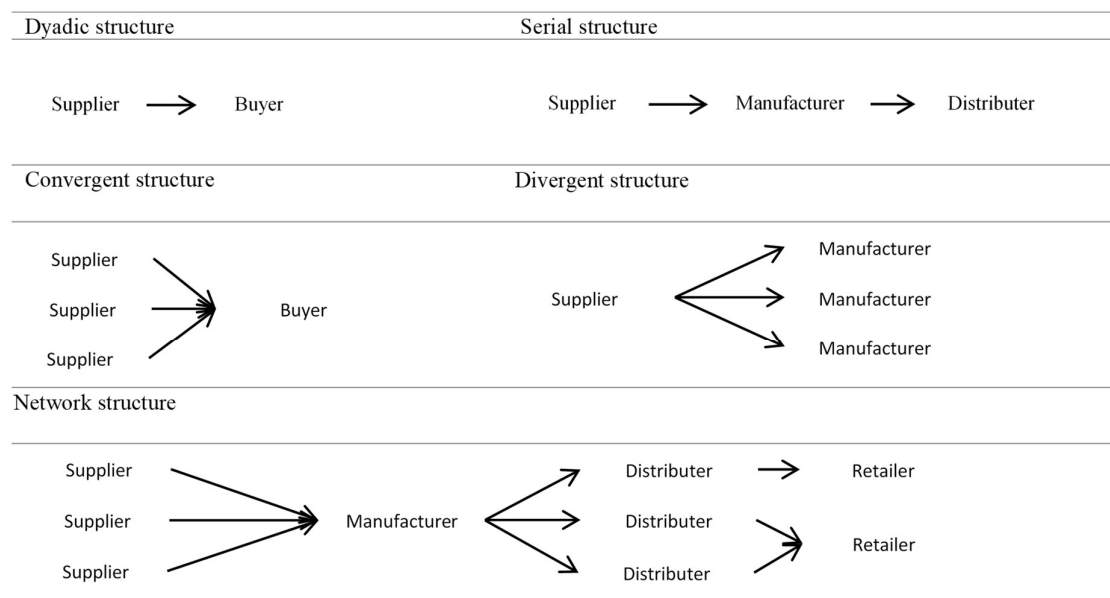 Dyadic structure Serial structure
Supplier Buyer Supplier Manufacturer Distributer
Convergent structure Divergent structure
Supplier
Supplier Buyer
Supplier
Supplier
Manufacturer
Manufacturer
Manufacturer
Network structure
Supplier Distributer Retailer
Supplier Manufacturer Distributer
Retailer
Supplier Distributer